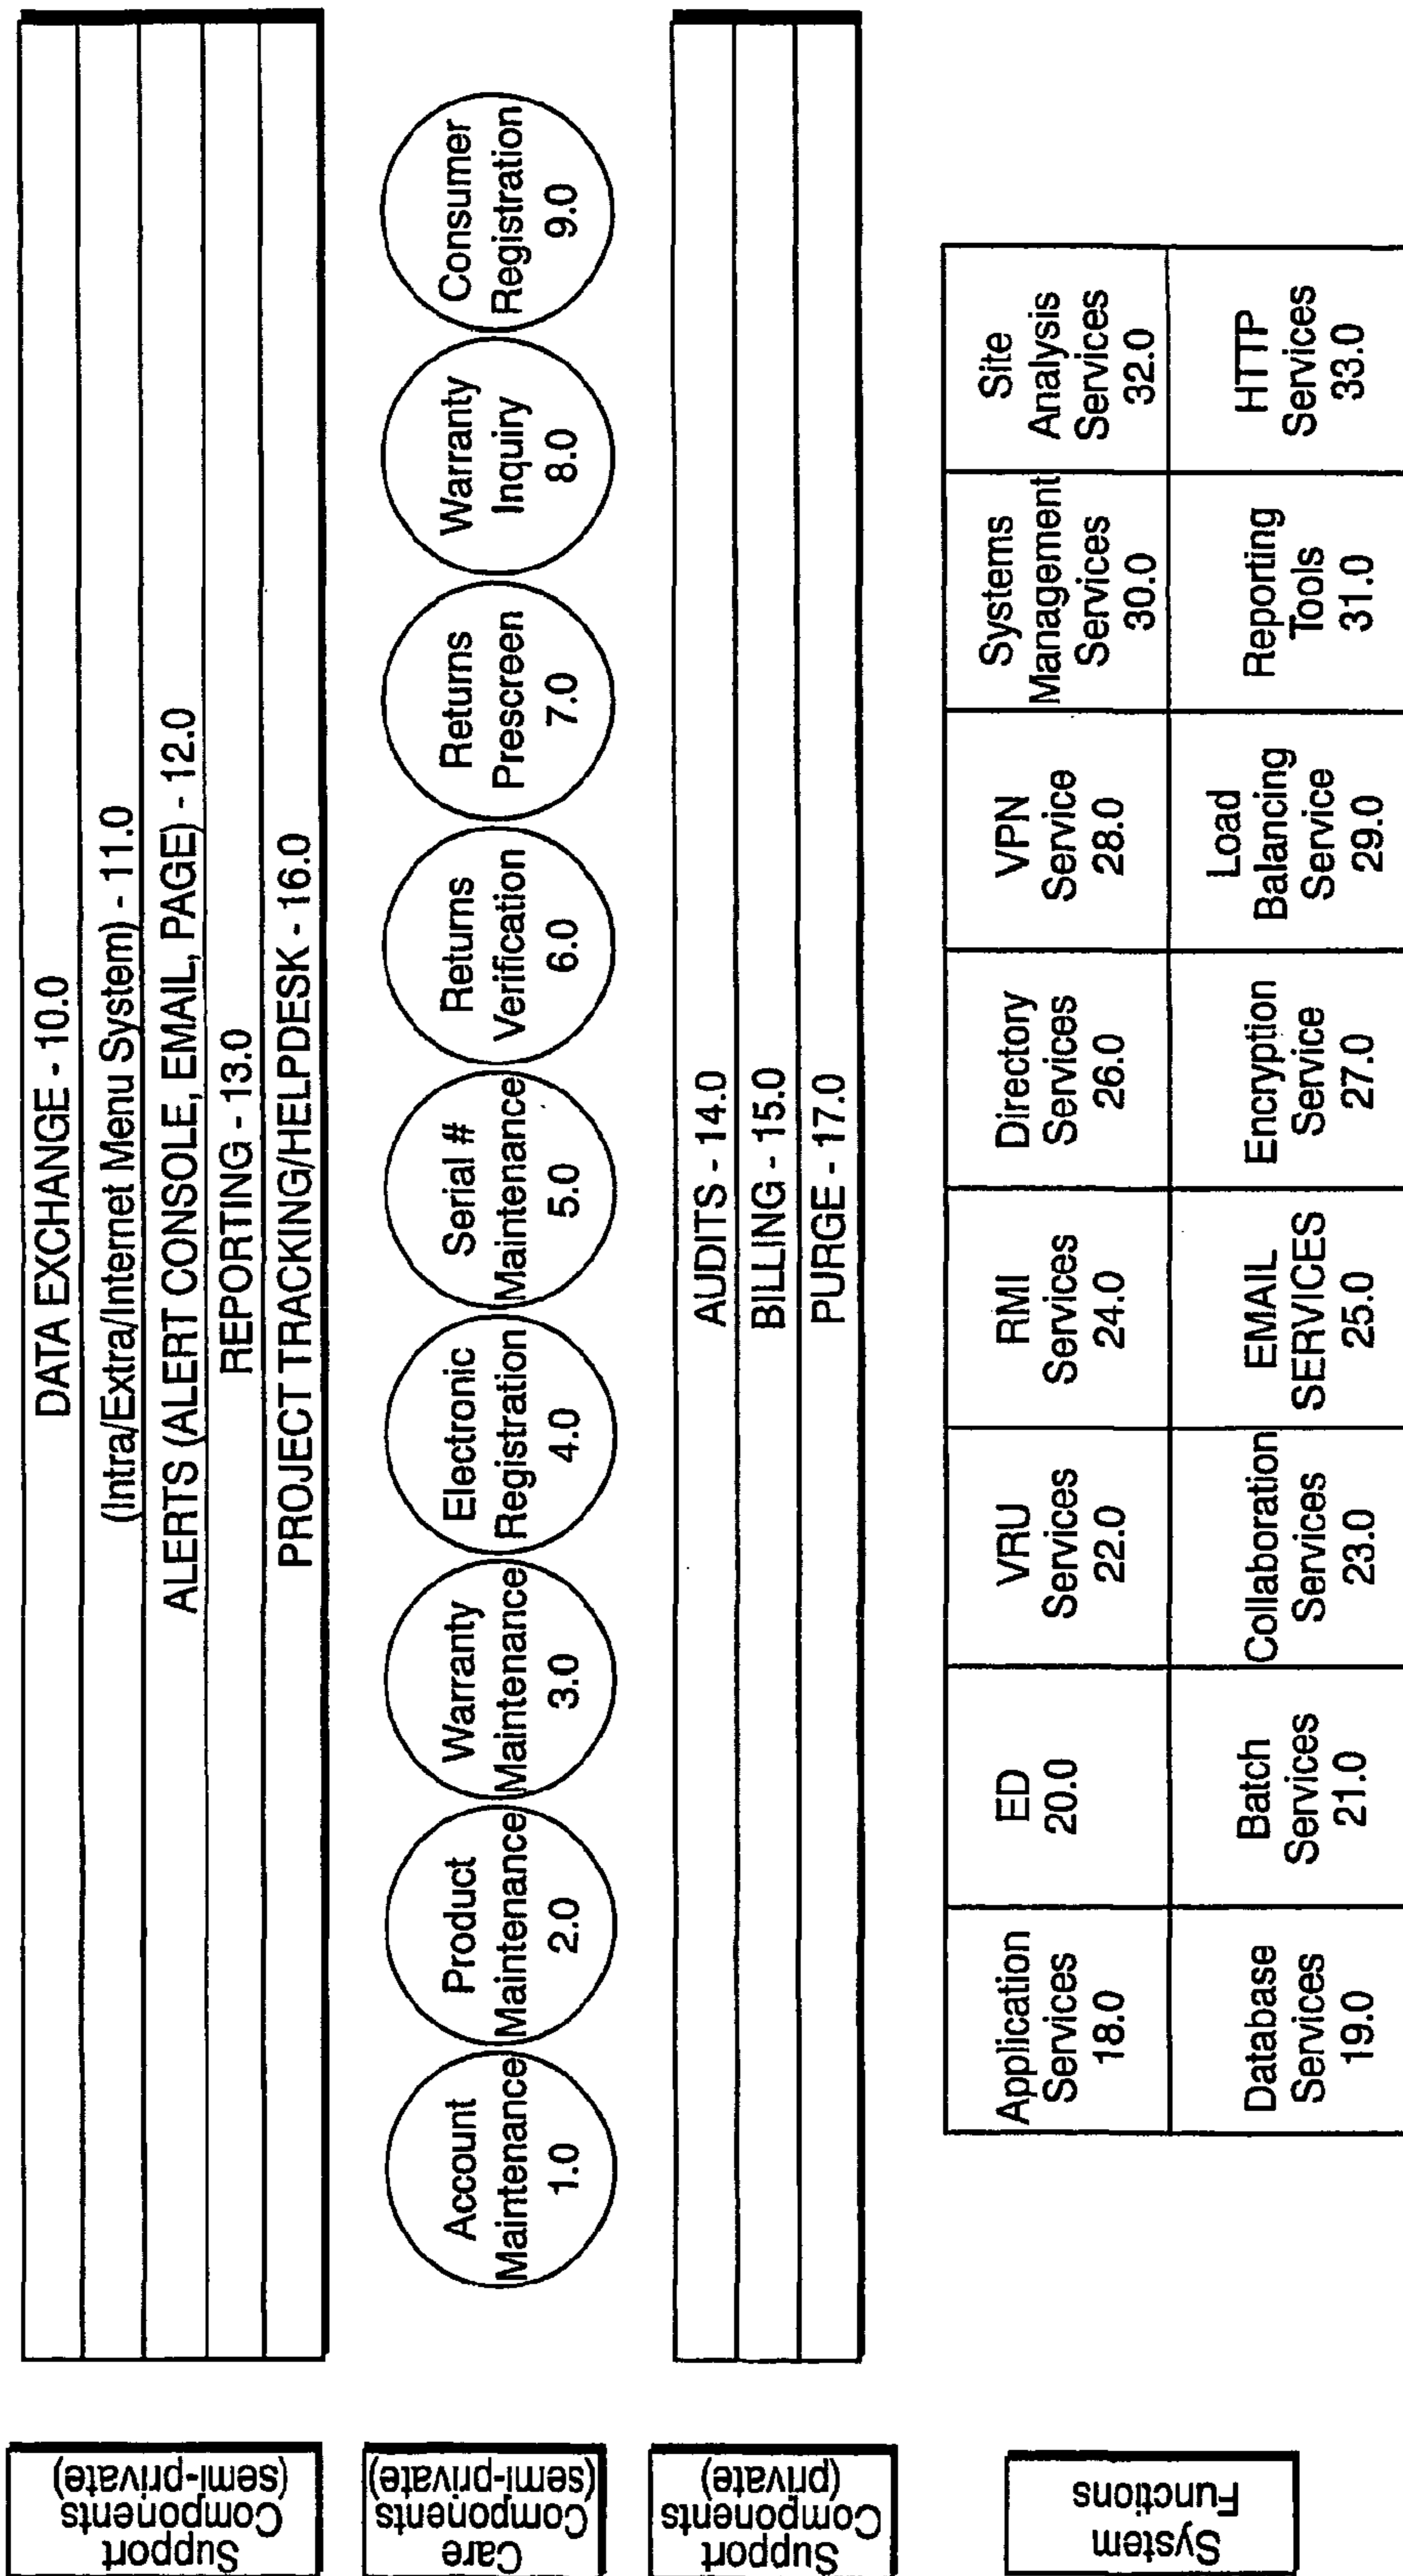 Support
Components
(semi-private)
DATA EXCHANGE - 10.0
(Intra/Extra/Internet Menu System) - 11.0
ALERTS (ALERT CONSOLE, EMAIL, PAGE) - 12.0
REPORTING - 13.0
PROJECT TRACKING/HELPDESK - 16.0
Care
Components
(semi-private)
Account
Maintenance
1.0
Product
Maintenance
2.0
Warranty
Maintenance
3.0
Electronic
Registration
4.0
Serial #
Maintenance
5.0
Returns
Verification
6.0
Returns
Prescreen
7.0
Warranty
Inquiry
8.0
Consumer
Registration
9.0
Support
Components
(private)
AUDITS - 14.0
BILLING - 15.0
PURGE - 17.0
System
Functions
Application
Services
18.0
ED
20.0
VRU
Services
22.0
RMI
Services
24.0
Directory
Services
26.0
VPN
Service
28.0
Systems
Management
Services
30.0
Site
Analysis
Services
32.0
Database
Services
19.0
Batch
Services
21.0
Collaboration
Services
23.0
EMAIL
SERVICES
25.0
Encryption
Service
27.0
Load
Balancing
Service
29.0
Reporting
Tools
31.0
HTTP
Services
33.0